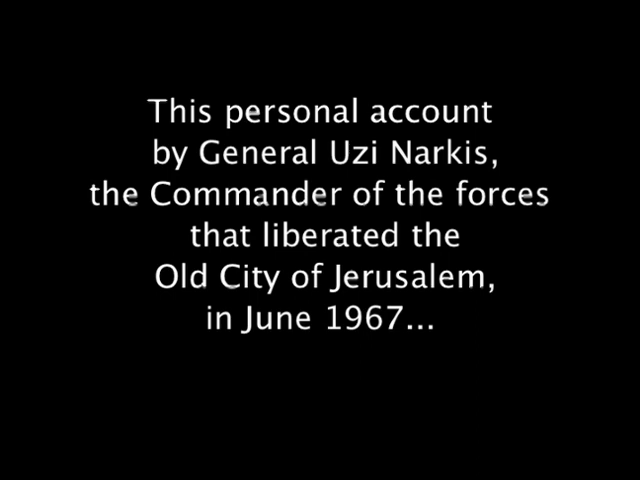 This personal account
by General Uzi Narkis,
the Commander of the forces
that liberated the
Old City of Jerusalem,
in June 1967...